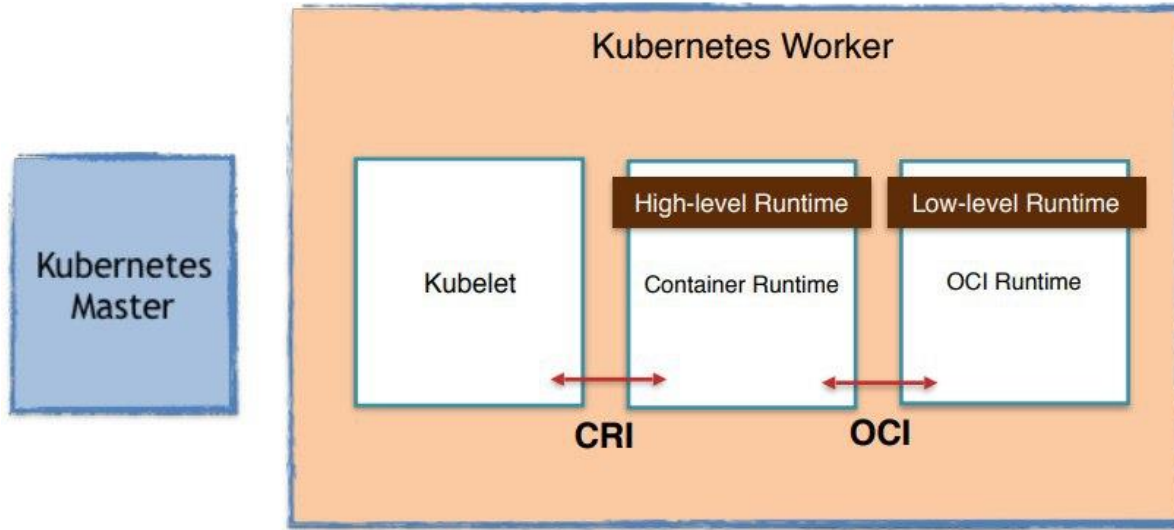 Kubernetes Worker
Kubernetes
Master
Kubelet
High-level Runtime
Container Runtime
Low-level Runtime
OCI Runtime
CRI
OCI